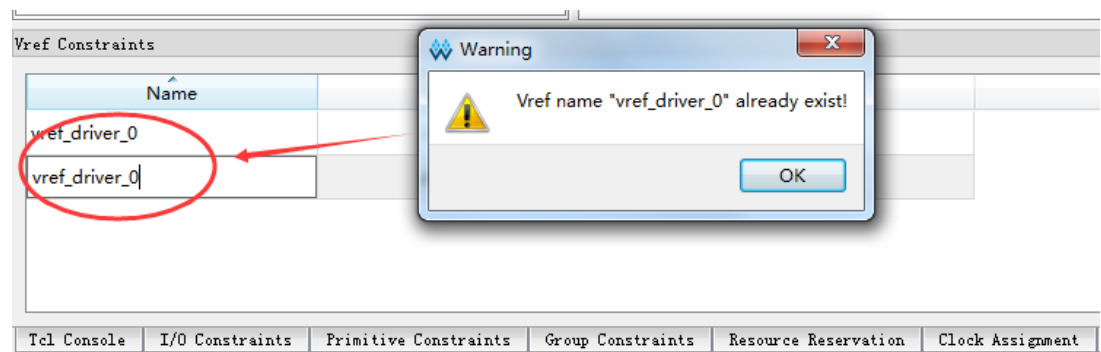 Vref Constraints
Warning
Name
Vref name "vref_driver_0" already exist!
vref_driver_0
vref_driver_0
OK
Tcl Console I/O Constraints Primitive Constraints Group Constraints Resource Reservation Clock Assignment